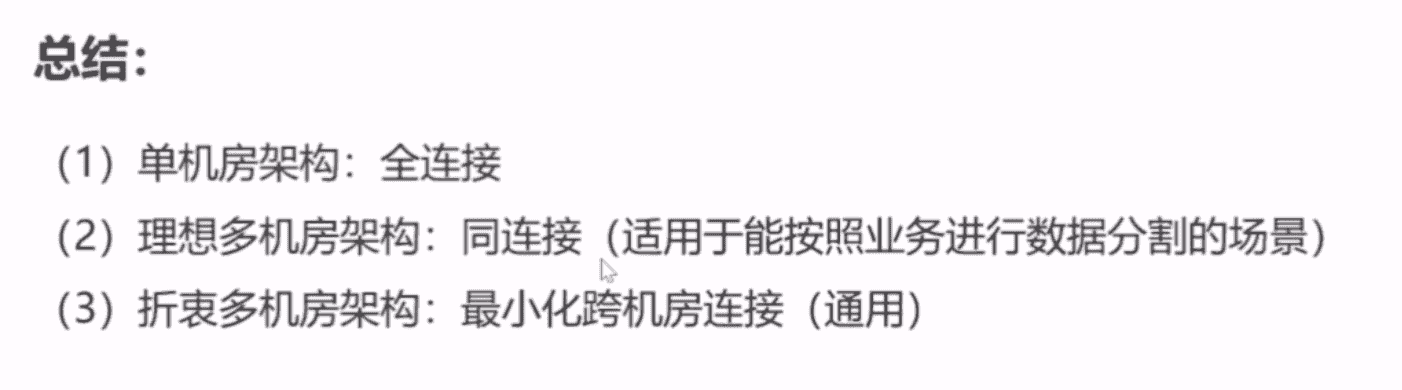 总结：
（1）单机房架构：全连接
（2）理想多机房架构：同连接（适用于能按照业务进行数据分割的场景）
（3）折衷多机房架构：最小化跨机房连接（通用）